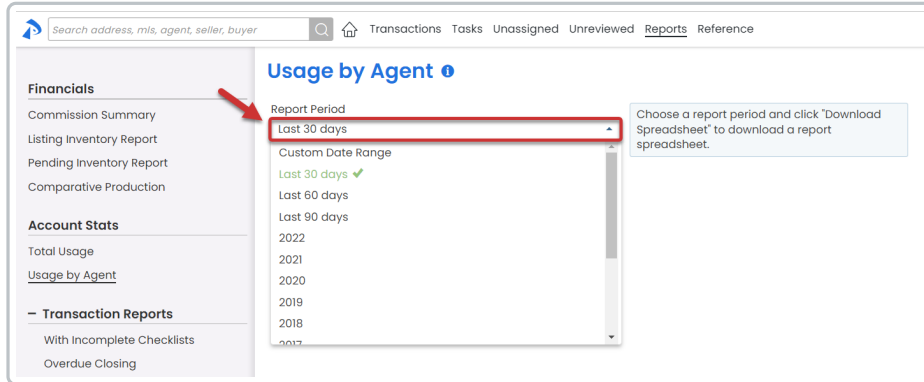 Search address, mls, agent, seller, buyer
Transactions Tasks Unassigned Unreviewed Reports Reference
Financials
Commission Summary
Listing Inventory Report
Pending Inventory Report
Comparative Production
Account Stats
Total Usage
Usage by Agent
– Transaction Reports
With Incomplete Checklists
Overdue Closing
Usage by Agent i
Report Period
Last 30 days
Custom Date Range
Last 30 days ✔
Last 60 days
Last 90 days
2022
2021
2020
2019
2018
2017
Choose a report period and click "Download
Spreadsheet" to download a report
spreadsheet.